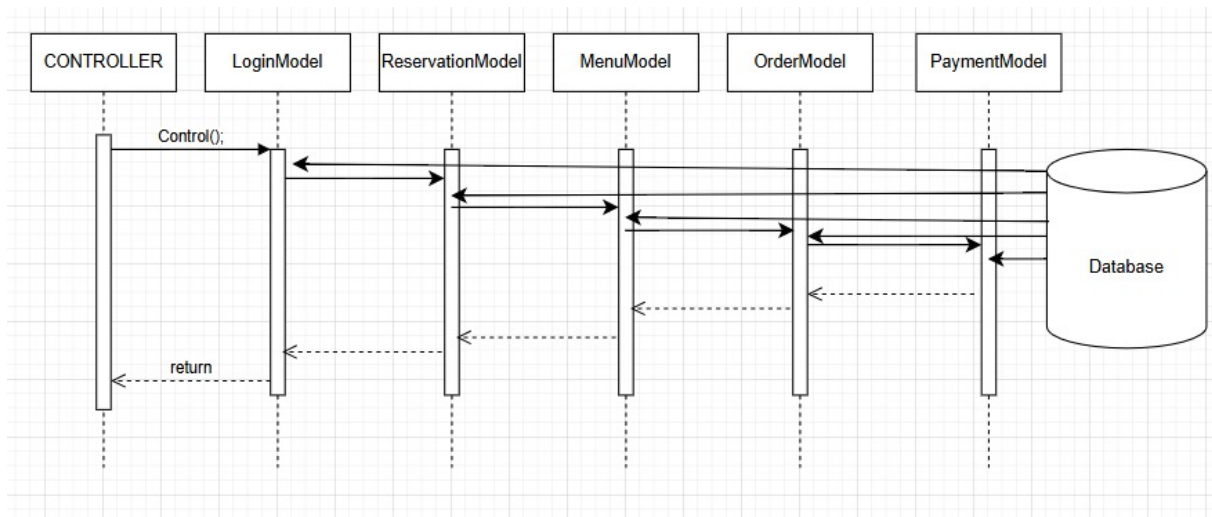 CONTROLLER
LoginModel
ReservationModel
MenuModel
OrderModel
PaymentModel
Control();
Database
return